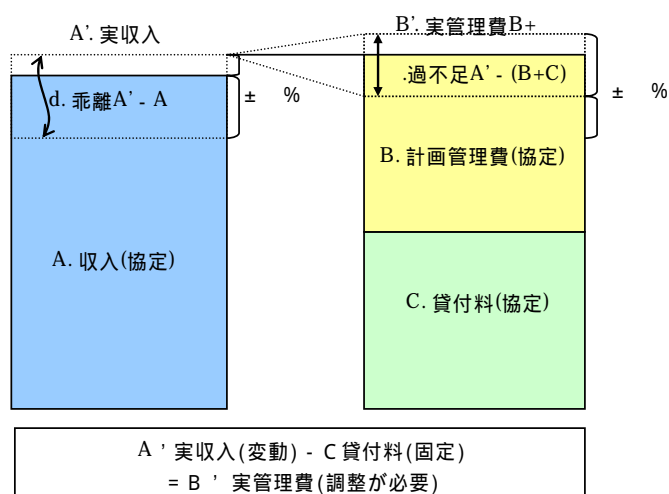 A’. 実収入
B’. 実管理費B+
d. 乖離A’ - A
± %
.過不足A’ - (B+C)
± %
B. 計画管理費(協定)
A. 収入(協定)
C. 貸付料(協定)
A ’ 実収入(変動) - C 貸付料(固定)
= B ’ 実管理費(調整が必要)